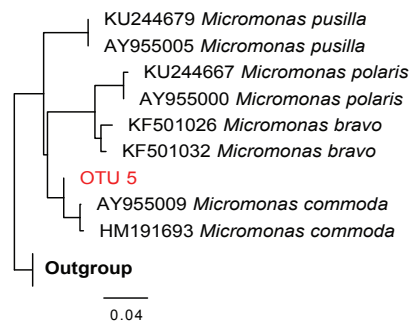 KU244679 Micromonas pusilla
AY955005 Micromonas pusilla
KU244667 Micromonas polaris
AY955000 Micromonas polaris
KF501026 Micromonas bravo
KF501032 Micromonas bravo
OTU 5
AY955009 Micromonas commoda
HM191693 Micromonas commoda
Outgroup
0.04